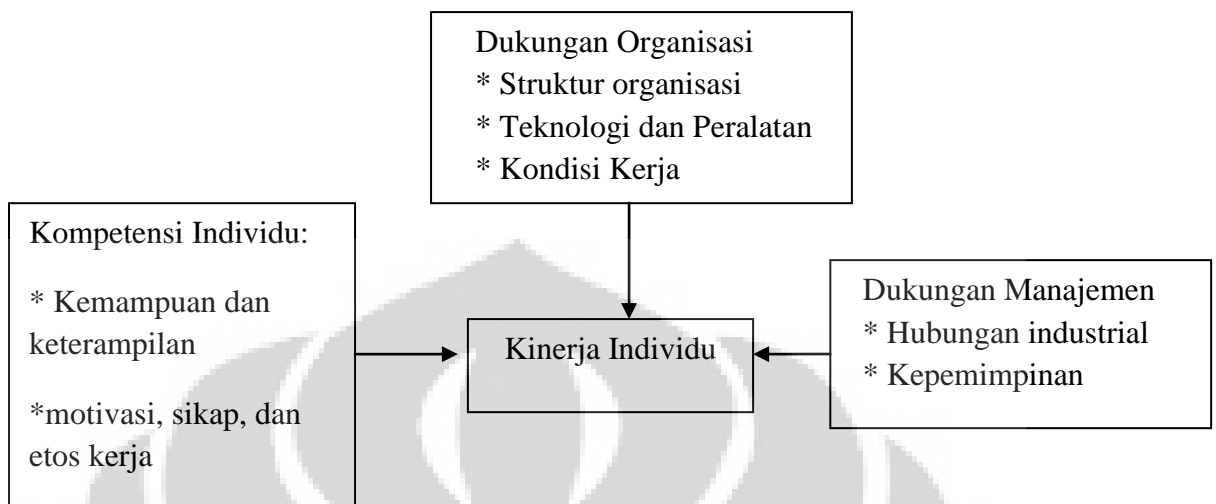 Dukungan Organisasi
* Struktur organisasi
* Teknologi dan Peralatan
* Kondisi Kerja
Kompetensi Individu:
* Kemampuan dan
keterampilan
*motivasi, sikap, dan
etos kerja
Kinerja Individu
Dukungan Manajemen
* Hubungan industrial
* Kepemimpinan